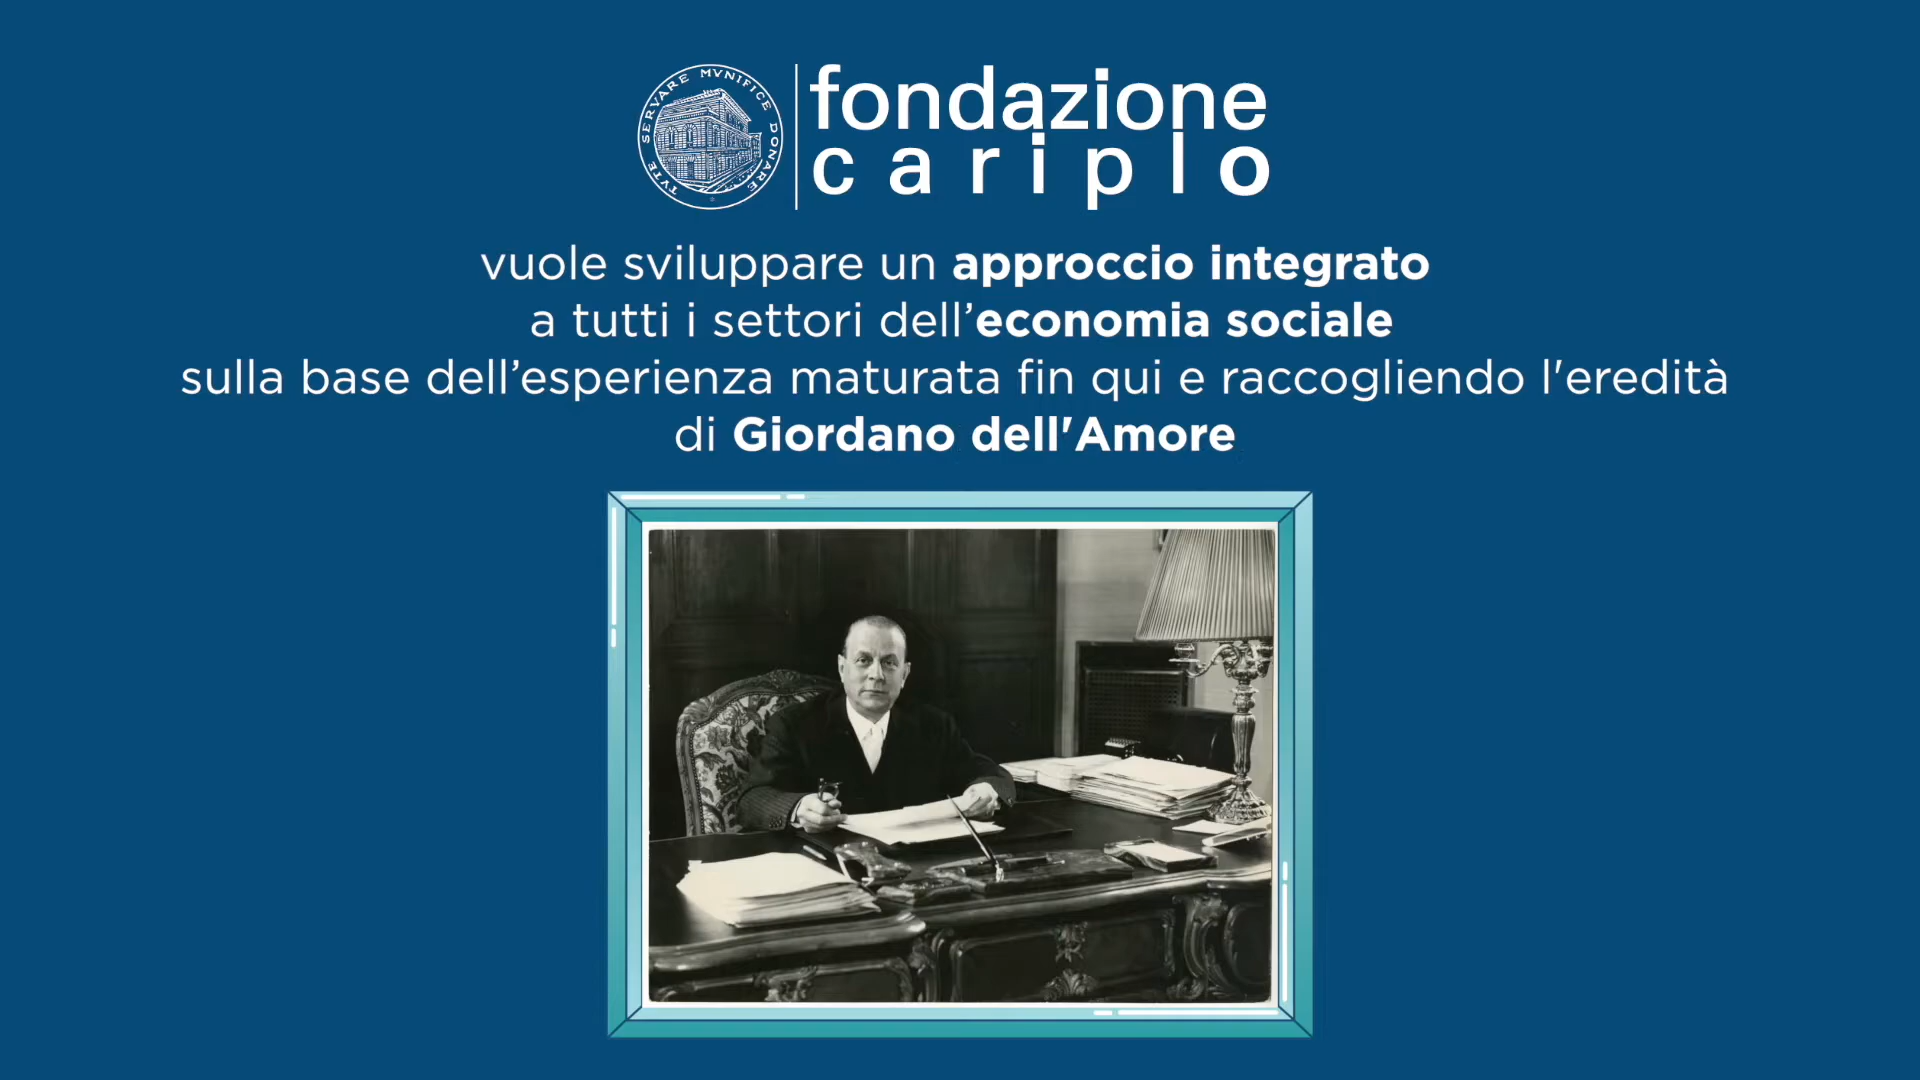 TVTE SERVARE MVNIFICE DONARE
fondazione
cariplo
vuole sviluppare un approccio integrato
a tutti i settori dell’economia sociale
sulla base dell’esperienza maturata fin qui e raccogliendo l'eredità
di Giordano dell'Amore